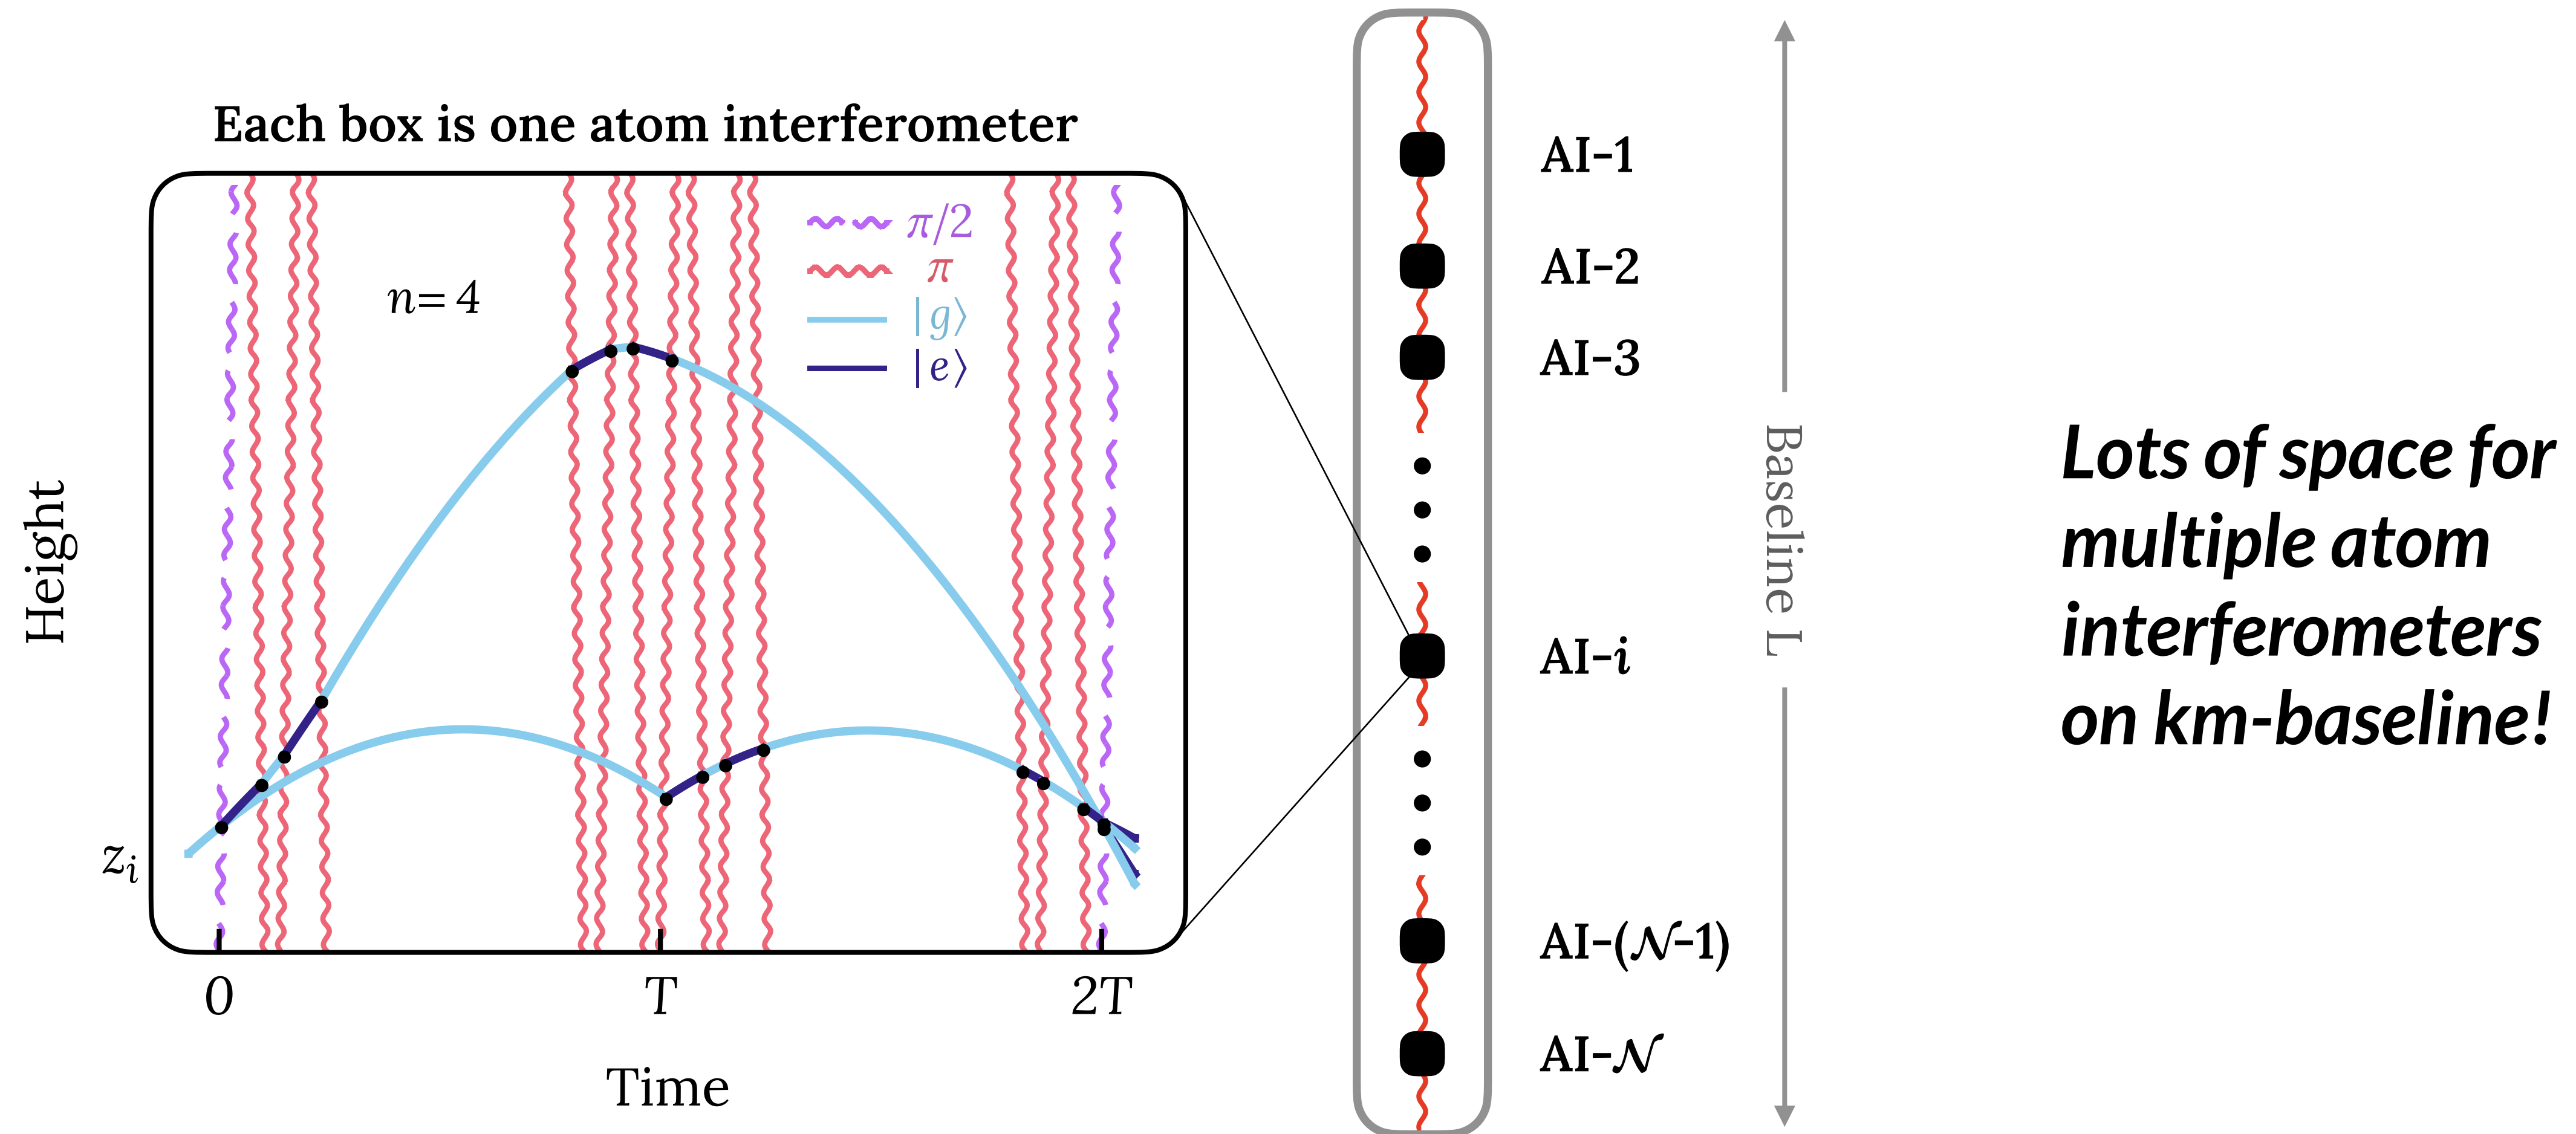 Each box is one atom interferometer
π/2
π
|g⟩
|e⟩
n= 4
Height
zᵢ
0
T
2T
Time
AI-1
AI-2
AI-3
AI-i
AI-(𝒩-1)
AI-𝒩
Baseline L
Lots of space for
multiple atom
interferometers
on km-baseline!